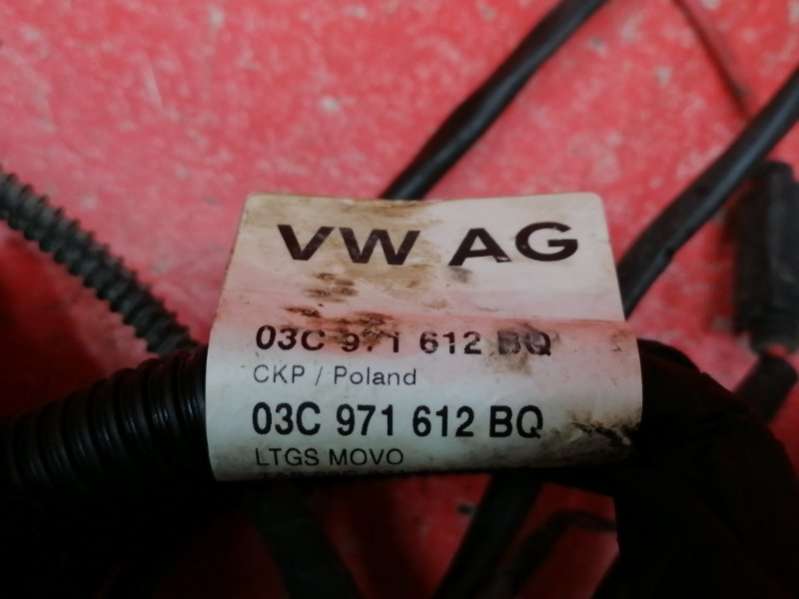 VW AG
03C 971 612 BQ
CKP / Poland
03C 971 612 BQ
LTGS MOVO